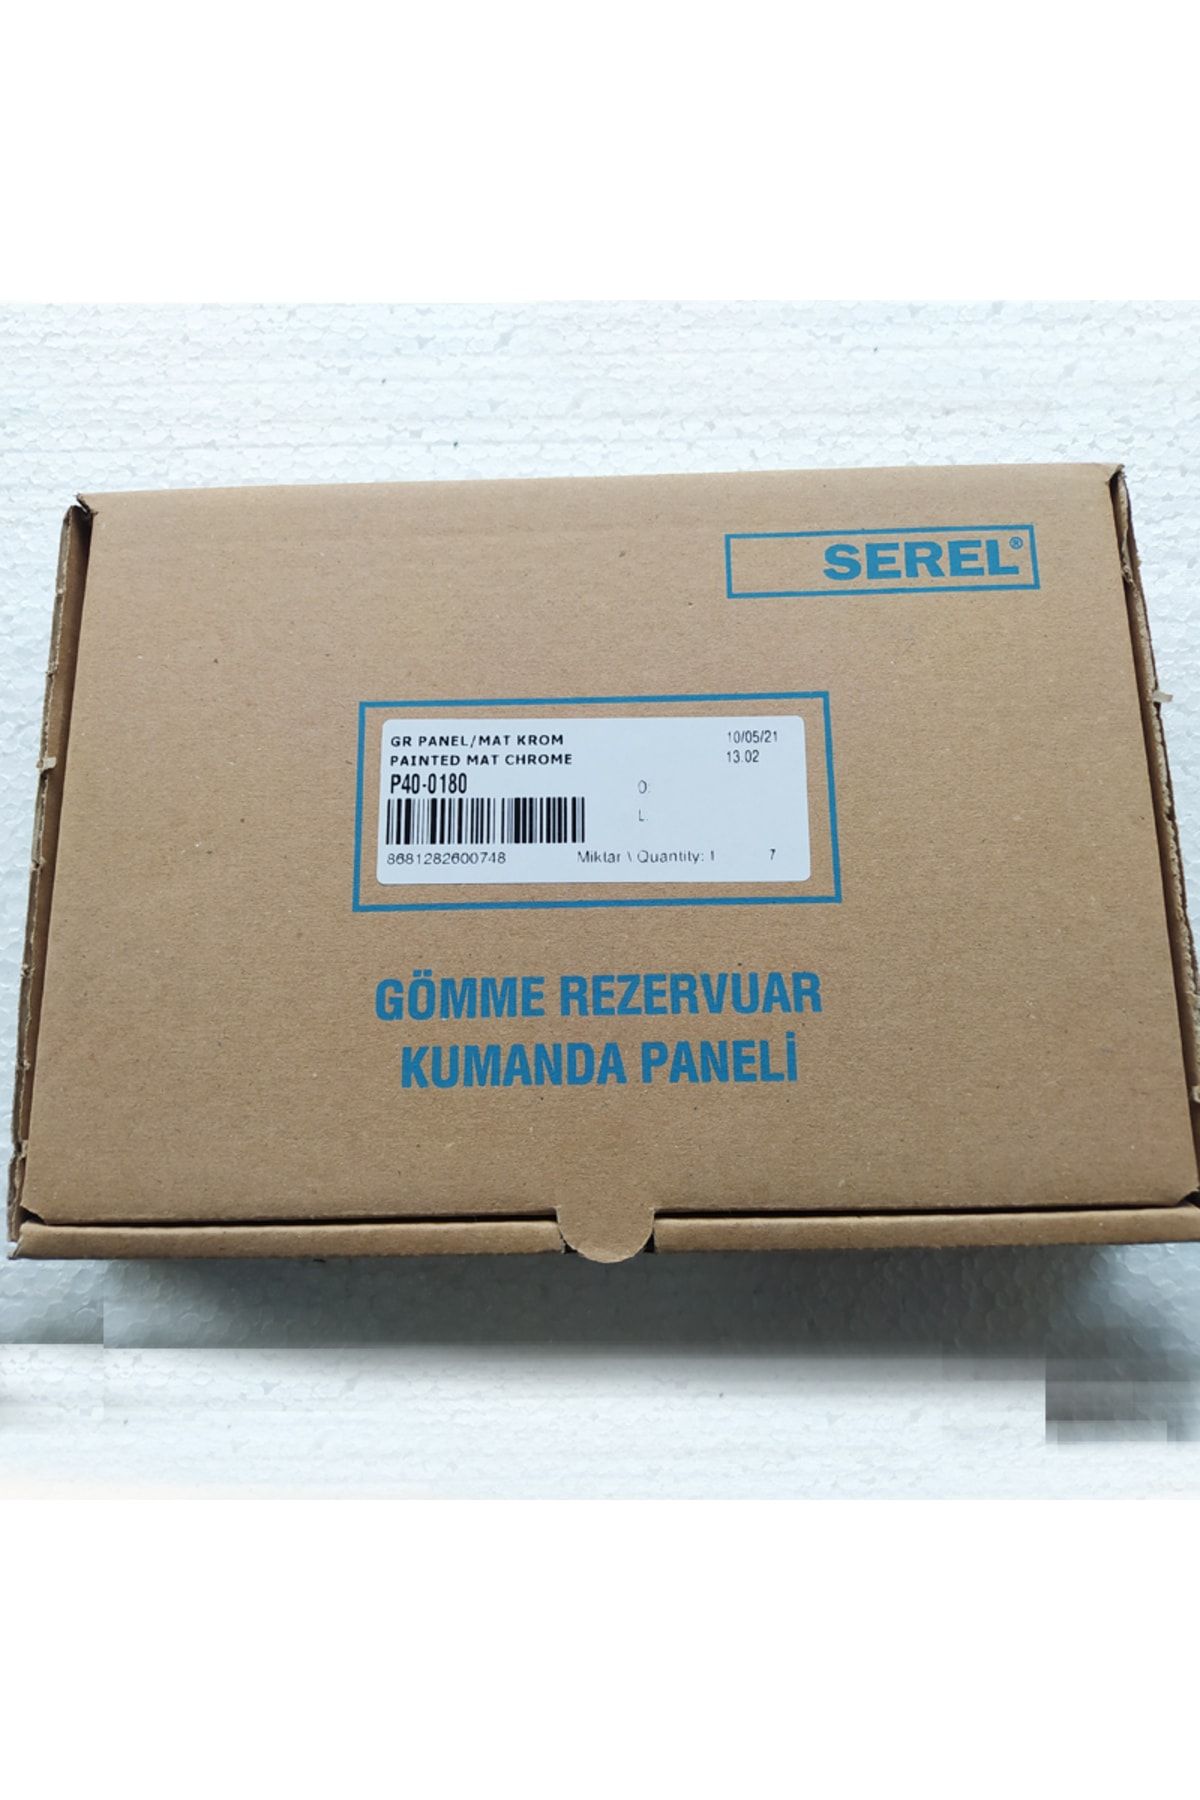 SEREL®
GR PANEL/MAT KROM
10/05/21
PAINTED MAT CHROME
13.02
P40-0180
O:
L:
8681282600748
Miktar \ Quantity: 1
7
GÖMME REZERVUAR
KUMANDA PANELİ